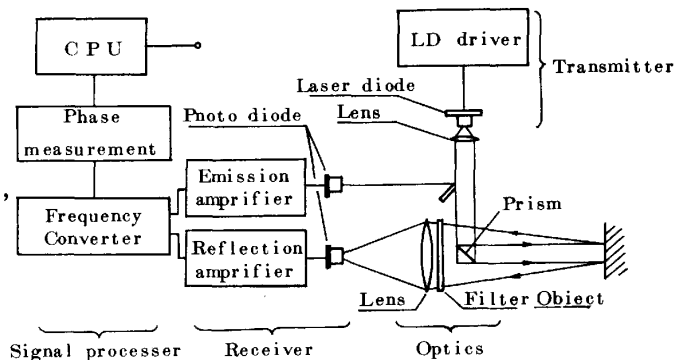 CPU
LD driver
Transmitter
Laser diode
Lens
Pnoto diode
Phase
measurement
Emission
amprifier
Frequency
Converter
Reflection
amprifier
Prism
Lens
Filter Obiect
Signal processer
Receiver
Optics